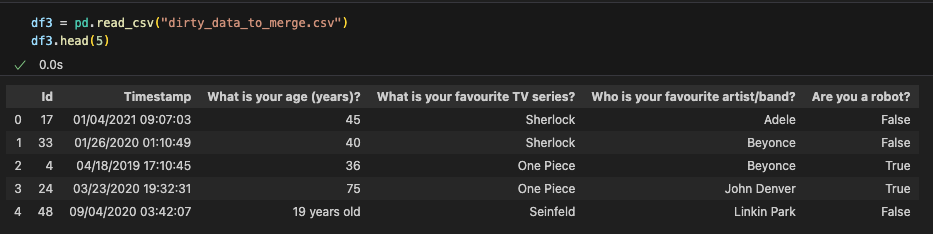 df3 = pd.read_csv("dirty_data_to_merge.csv")
df3.head(5)
✓ 0.0s
Id Timestamp What is your age (years)? What is your favourite TV series? Who is your favourite artist/band? Are you a robot?
0 17 01/04/2021 09:07:03 45 Sherlock Adele False
1 33 01/26/2020 01:10:49 40 Sherlock Beyonce False
2 4 04/18/2019 17:10:45 36 One Piece Beyonce True
3 24 03/23/2020 19:32:31 75 One Piece John Denver True
4 48 09/04/2020 03:42:07 19 years old Seinfeld Linkin Park False